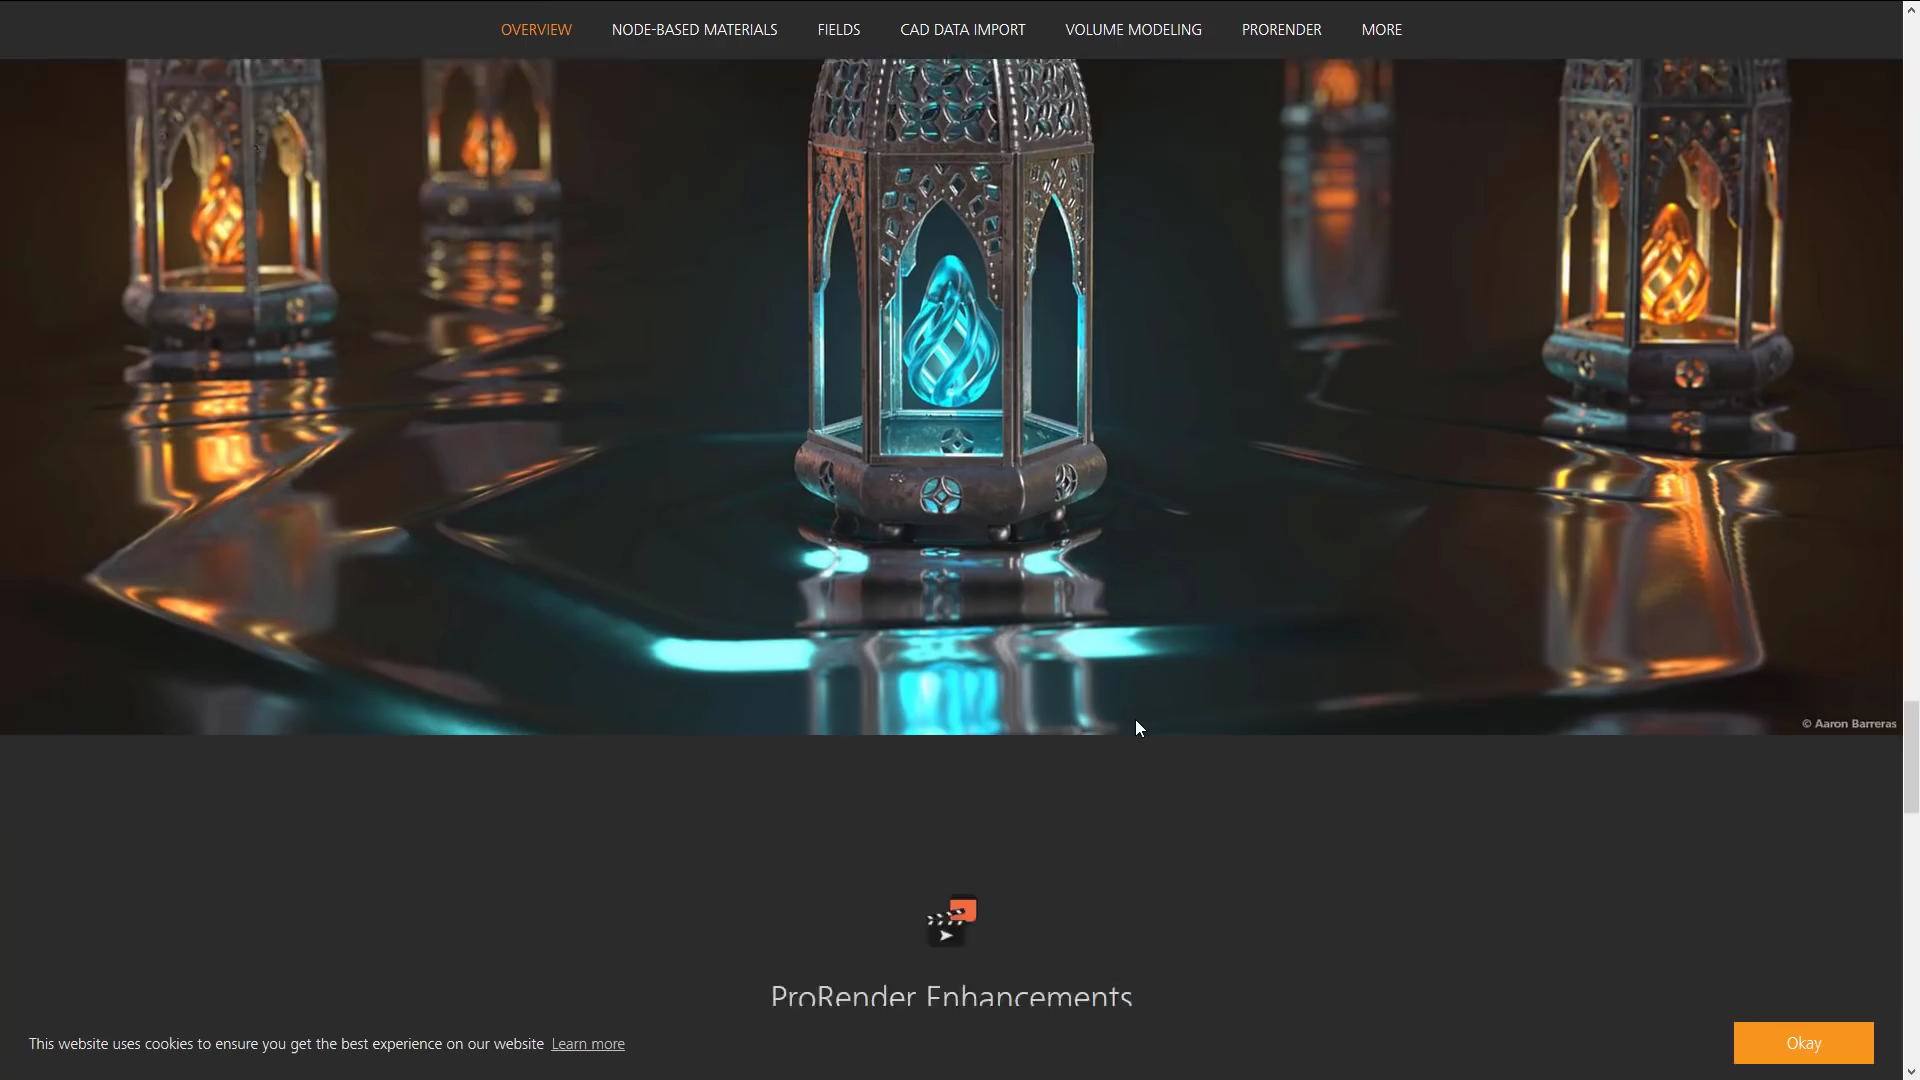 OVERVIEW NODE-BASED MATERIALS FIELDS CAD DATA IMPORT VOLUME MODELING PRORENDER MORE
© Aaron Barreras
ProRender Enhancements
This website uses cookies to ensure you get the best experience on our website Learn more
Okay